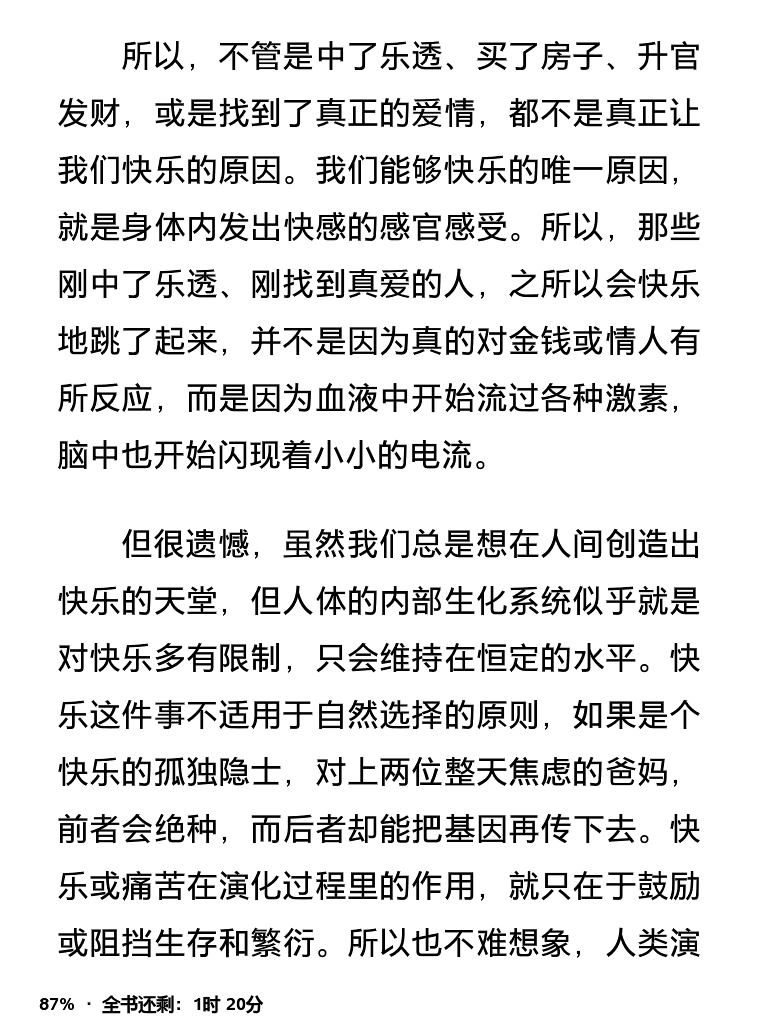 所以，不管是中了乐透、买了房子、升官
发财，或是找到了真正的爱情，都不是真正让
我们快乐的原因。我们能够快乐的唯一原因，
就是身体内发出快感的感官感受。所以，那些
刚中了乐透、刚找到真爱的人，之所以会快乐
地跳了起来，并不是因为真的对金钱或情人有
所反应，而是因为血液中开始流过各种激素，
脑中也开始闪现着小小的电流。
但很遗憾，虽然我们总是想在人间创造出
快乐的天堂，但人体的内部生化系统似乎就是
对快乐多有限制，只会维持在恒定的水平。快
乐这件事不适用于自然选择的原则，如果是个
快乐的孤独隐士，对上两位整天焦虑的爸妈，
前者会绝种，而后者却能把基因再传下去。快
乐或痛苦在演化过程里的作用，就只在于鼓励
或阻挡生存和繁衍。所以也不难想象，人类演
87% · 全书还剩：1时 20分